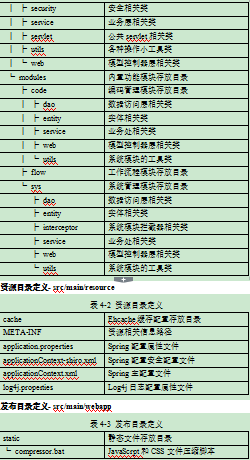 │ ├ security 安全相关类
│ ├ service 业务层相关类
│ ├ servlet 公共 servlet 相关类
│ ├ utils 各种操作小工具类
│ └ web 模型控制器层相关类
└ modules 内置功能模块存放目录
├ code 编码管理模块存放目录
│ ├ dao 数据访问层相关类
│ ├ entity 实体相关类
│ ├ service 业务处相关类
│ ├ web 模型控制器层相关类
│ └ utils 系统模块的工具类
├ flow 工作流程模块存放目录
└ sys 系统管理模块存放目录
├ dao 数据访问层相关类
├ entity 实体相关类
├ interceptor 系统模块拦截器相关类
├ service 业务处相关类
├ web 模型控制器层相关类
└ utils 系统模块的工具类
资源目录定义- src/main/resource
表 4-2 资源目录定义
cache Ehcache 缓存配置存放目录
META-INF 资源相关信息路径
application.properties Spring 配置属性文件
applicationContext-shiro.xml Spring 配置安全配置文件
applicationContext.xml Spring 主配置文件
log4j.properties Log4j 日志配置属性文件
发布目录定义- src/main/webapp
表 4-3 发布目录定义
static 静态文件存放目录
└ compressor.bat JavaScript 和 CSS 文件压缩脚本